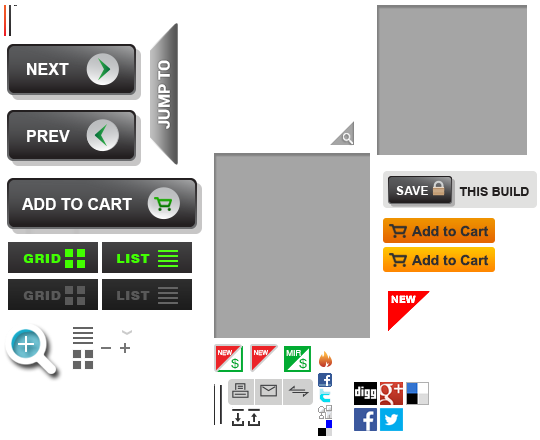 NEXT
JUMP TO
PREV
ADD TO CART
SAVE
THIS BUILD
Add to Cart
Add to Cart
GRID
LIST
GRID
LIST
NEW
NEW
$
NEW
MIR
$
digg
g+